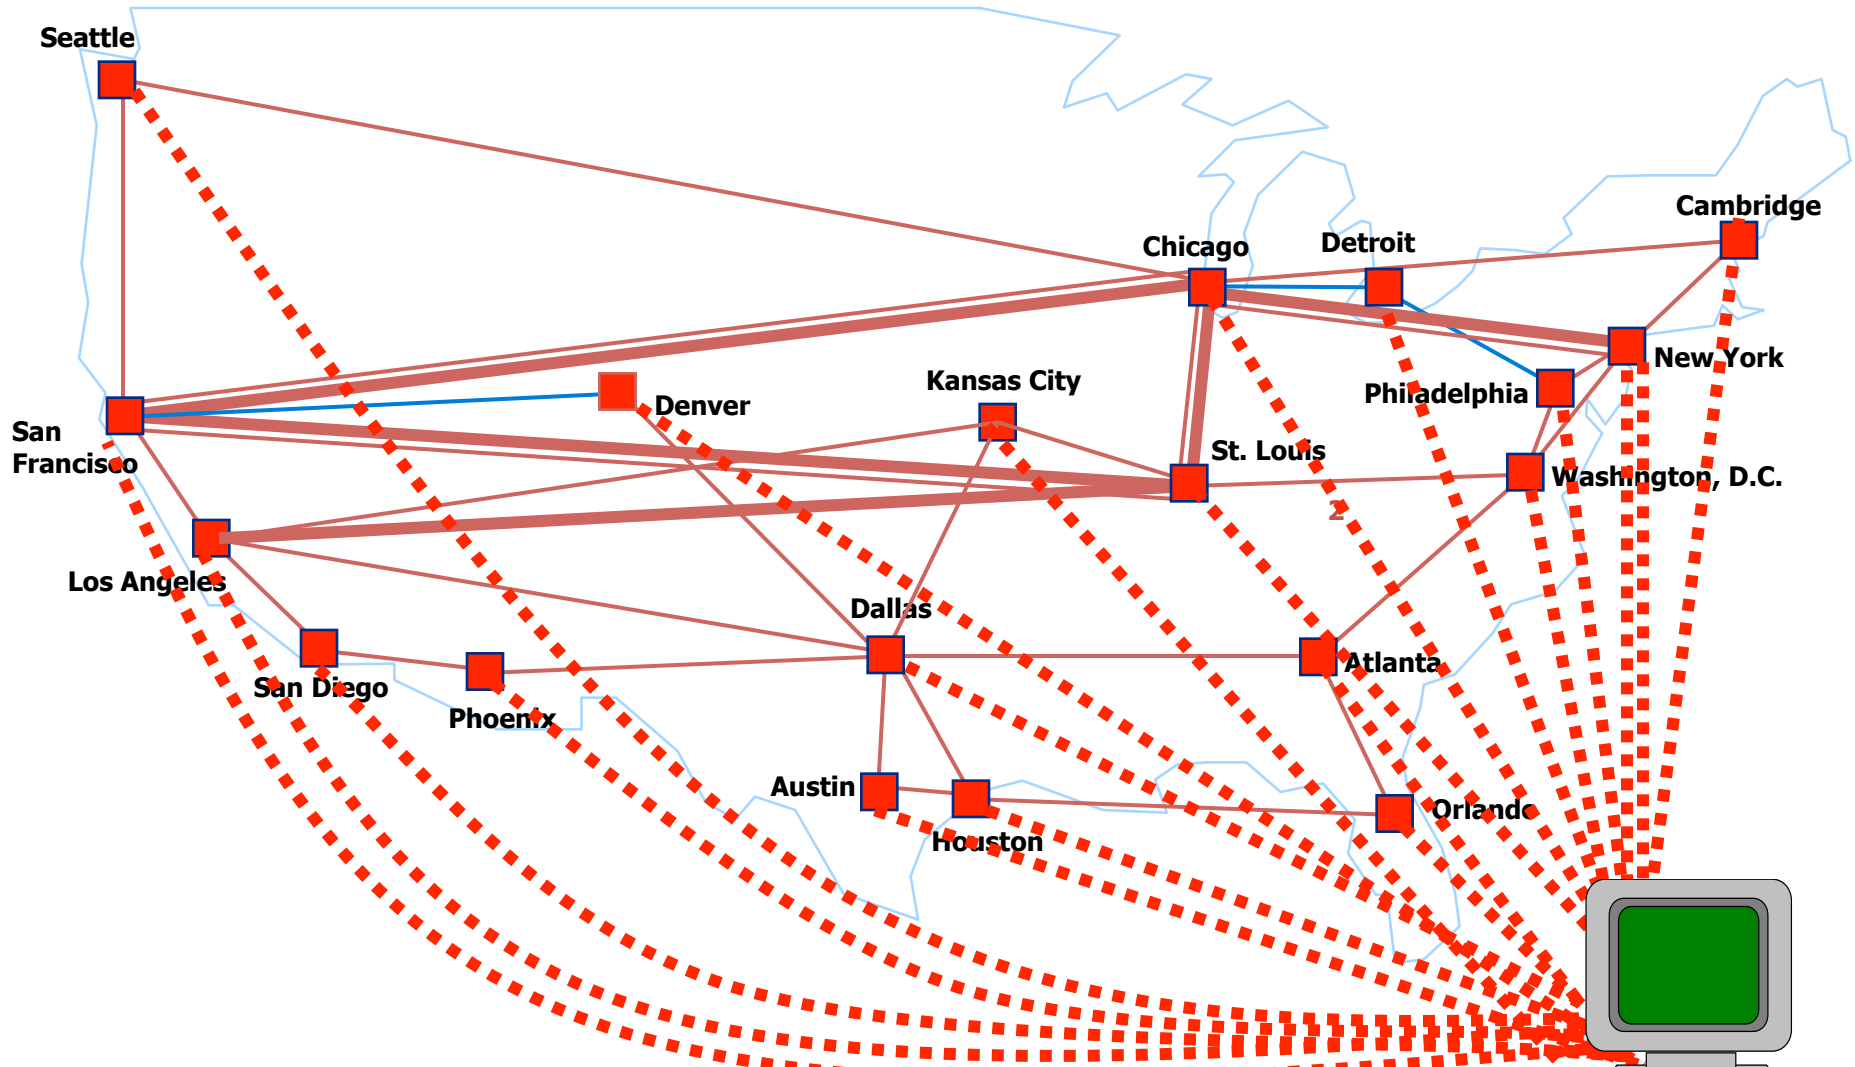 Seattle
Cambridge
Chicago
Detroit
New York
Kansas City
Philadelphia
Denver
San
Francisco
St. Louis
Washington, D.C.
2
Los Angeles
Dallas
Atlanta
San Diego
Phoenix
Austin
Orlando
Houston